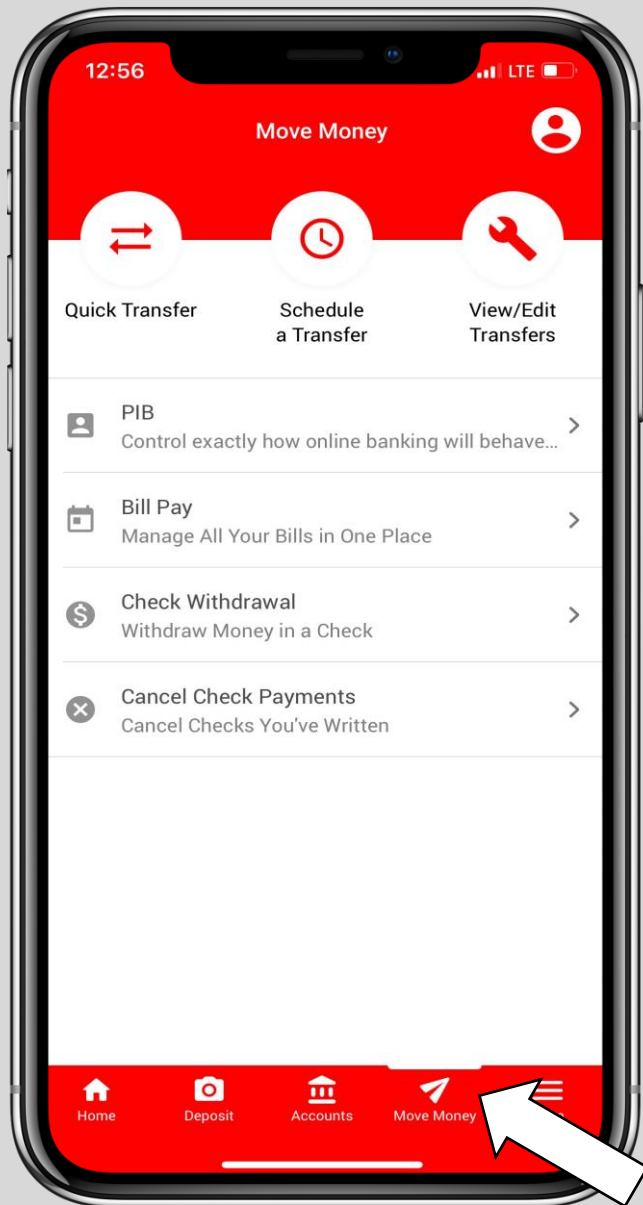 12:56
LTE
Move Money
Quick Transfer
Schedule
a Transfer
View/Edit
Transfers
PIB
Control exactly how online banking will behave...
Bill Pay
Manage All Your Bills in One Place
Check Withdrawal
Withdraw Money in a Check
Cancel Check Payments
Cancel Checks You've Written
Home
Deposit
Accounts
Move Money